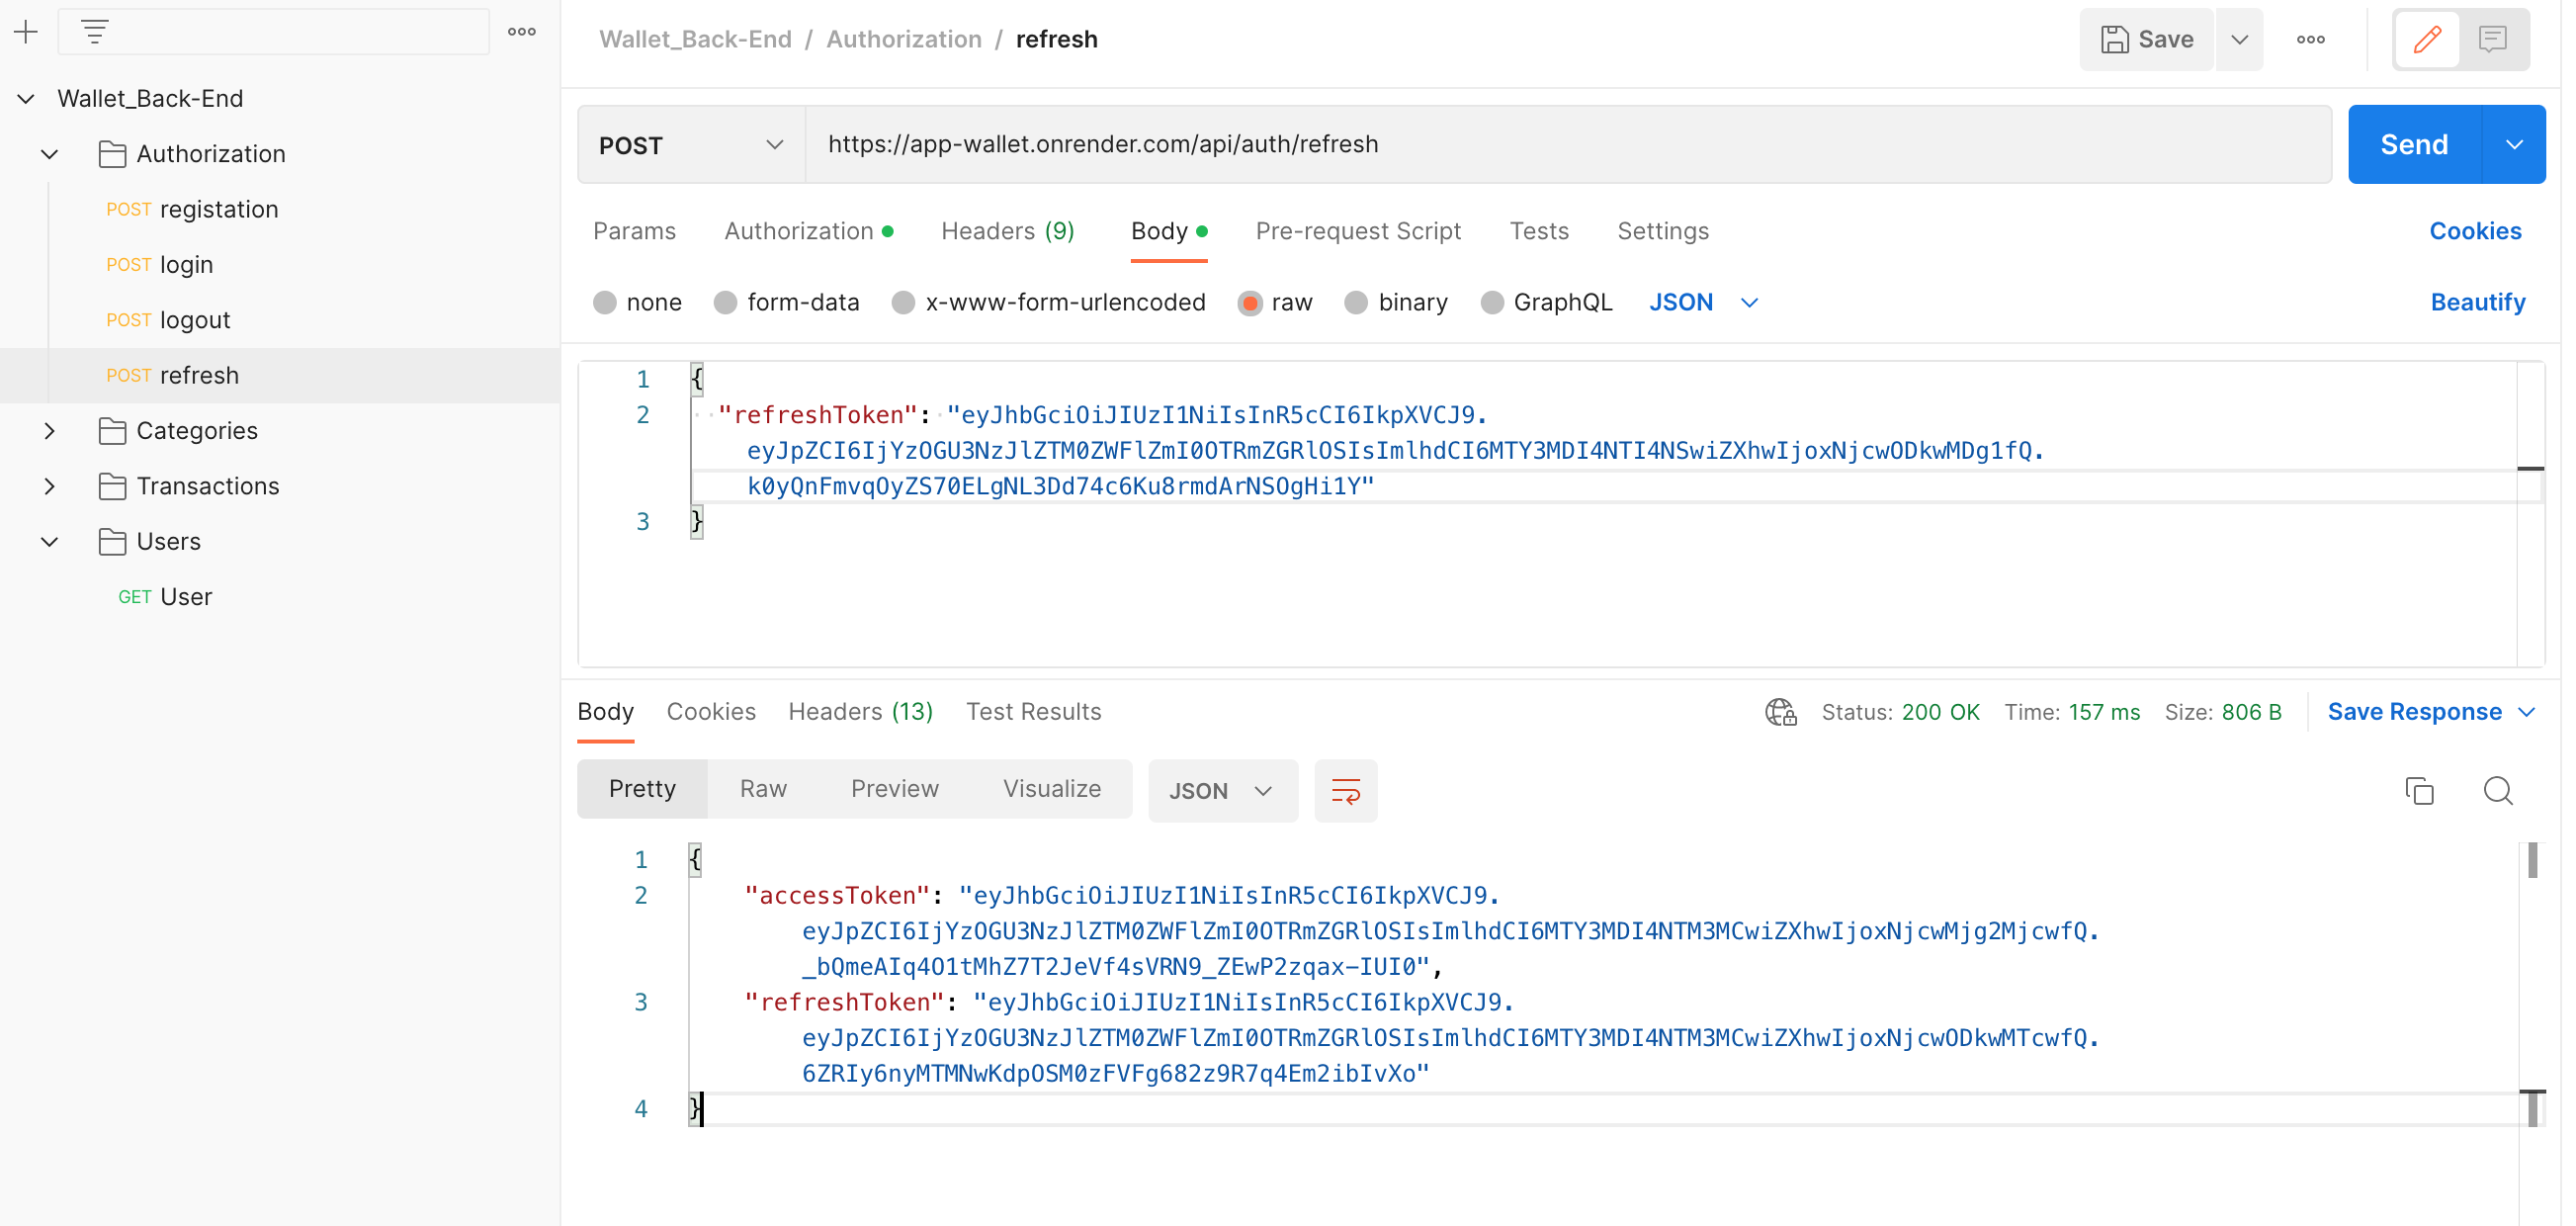 Wallet_Back-End / Authorization / refresh
Save
Wallet_Back-End
Authorization
POST registation
POST login
POST logout
POST refresh
Categories
Transactions
Users
GET User
POST https://app-wallet.onrender.com/api/auth/refresh Send
Params Authorization Headers (9) Body Pre-request Script Tests Settings Cookies
none form-data x-www-form-urlencoded raw binary GraphQL JSON Beautify
1 {
2 "refreshToken": "eyJhbGciOiJIUzI1NiIsInR5cCI6IkpXVCJ9.
eyJpZCI6IjYzOGU3NzJlZTM0ZWFlZmI0OTRmZGRlOSIsImlhdCI6MTY3MDI4NTI4NSwiZXhwIjoxNjcwODkwMDg1fQ.
k0yQnFmvqOyZS70ELgNL3Dd74c6Ku8rmdArNSOgHi1Y"
3 }
Body Cookies Headers (13) Test Results Status: 200 OK Time: 157 ms Size: 806 B Save Response
Pretty Raw Preview Visualize JSON
1 {
2 "accessToken": "eyJhbGciOiJIUzI1NiIsInR5cCI6IkpXVCJ9.
eyJpZCI6IjYzOGU3NzJlZTM0ZWFlZmI0OTRmZGRlOSIsImlhdCI6MTY3MDI4NTM3MCwiZXhwIjoxNjcwMjg2MjcwfQ.
_bQmeAIq4O1tMhZ7T2JeVf4sVRN9_ZEwP2zqax-IUI0",
3 "refreshToken": "eyJhbGciOiJIUzI1NiIsInR5cCI6IkpXVCJ9.
eyJpZCI6IjYzOGU3NzJlZTM0ZWFlZmI0OTRmZGRlOSIsImlhdCI6MTY3MDI4NTM3MCwiZXhwIjoxNjcwODkwMTcwfQ.
6ZRIy6nyMTMNwKdpOSM0zFVFg682z9R7q4Em2ibIvXo"
4 }